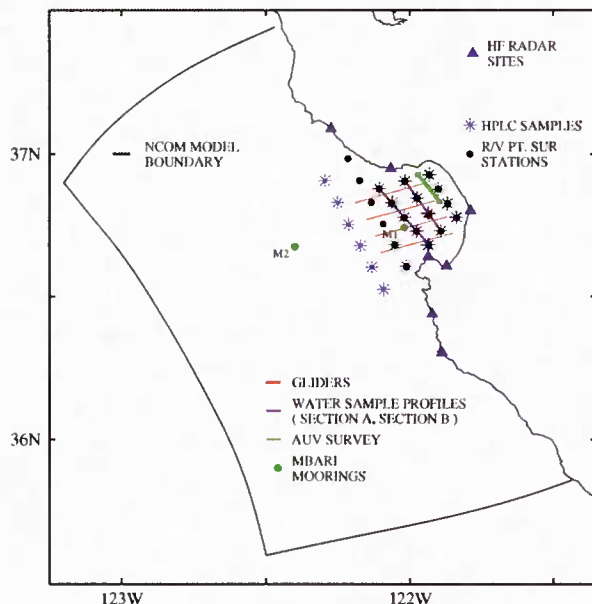 HF RADAR
SITES
HPLC SAMPLES
R/V PT. SUR
STATIONS
NCOM MODEL
BOUNDARY
37N
M1
M2
GLIDERS
WATER SAMPLE PROFILES
( SECTION A, SECTION B )
AUV SURVEY
MBARI
MOORINGS
36N
123W
122W